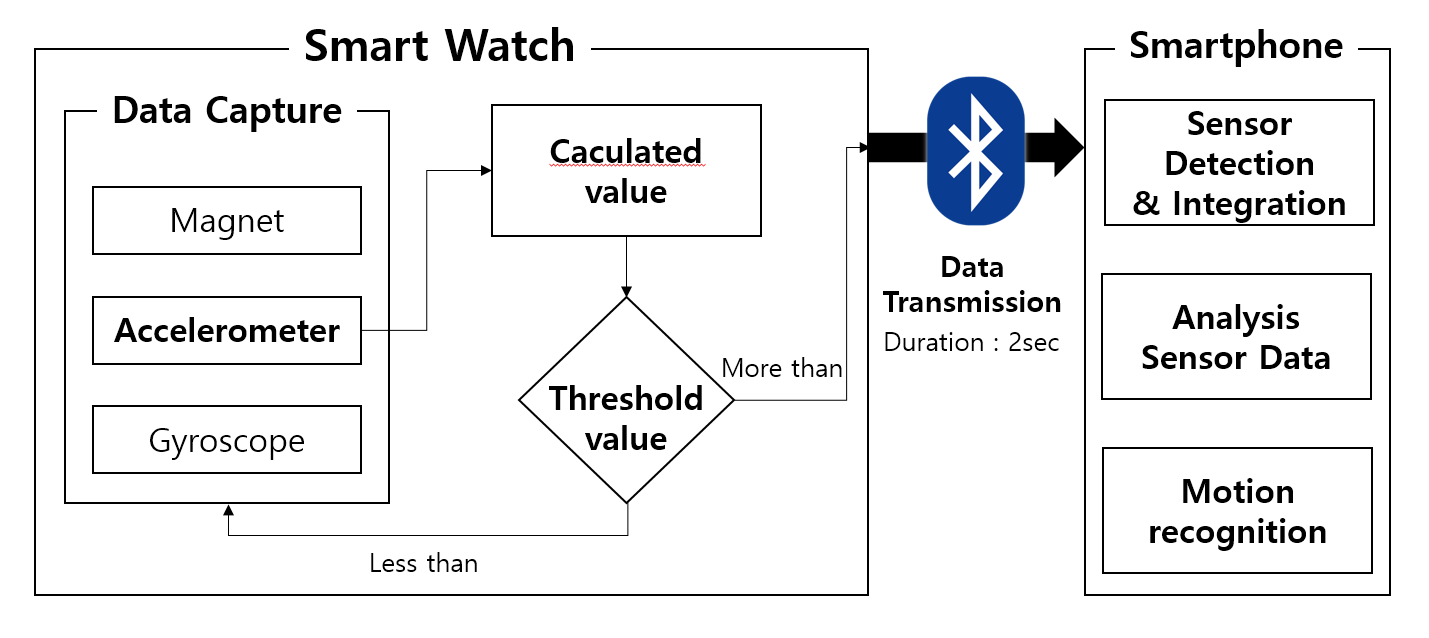 Smart Watch
Data Capture
Magnet
Accelerometer
Gyroscope
Caculated
value
Threshold
value
More than
Less than
Data
Transmission
Duration : 2sec
Smartphone
Sensor
Detection
& Integration
Analysis
Sensor Data
Motion
recognition